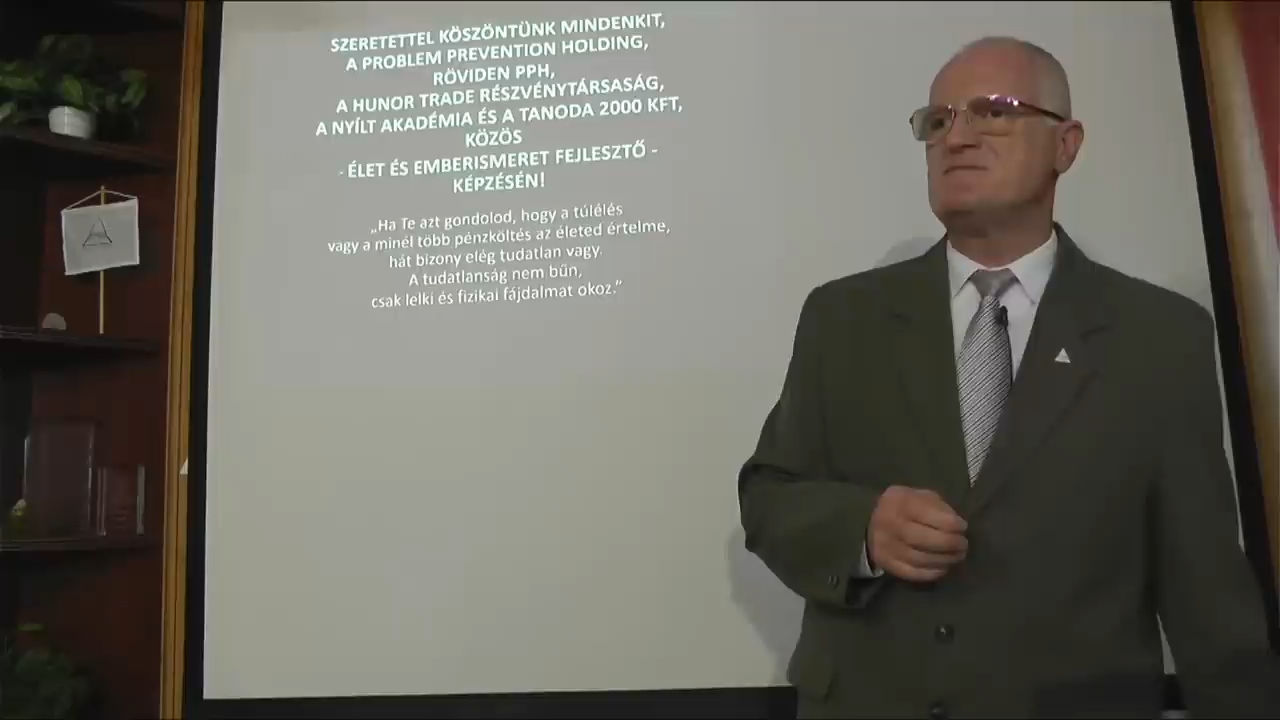 SZERETETTEL KÖSZÖNTÜNK MINDENKIT,
A PROBLEM PREVENTION HOLDING,
RÖVIDEN PPH,
A HUNOR TRADE RÉSZVÉNYTÁRSASÁG,
A NYÍLT AKADÉMIA ÉS A TANODA 2000 KFT,
KÖZÖS
- ÉLET ÉS EMBERISMERET FEJLESZTŐ -
KÉPZÉSÉN!
„Ha Te azt gondolod, hogy a túlélés
vagy a minél több pénzköltés az életed értelme,
hát bizony elég tudatlan vagy.
A tudatlanság nem bűn,
csak lelki és fizikai fájdalmat okoz.”